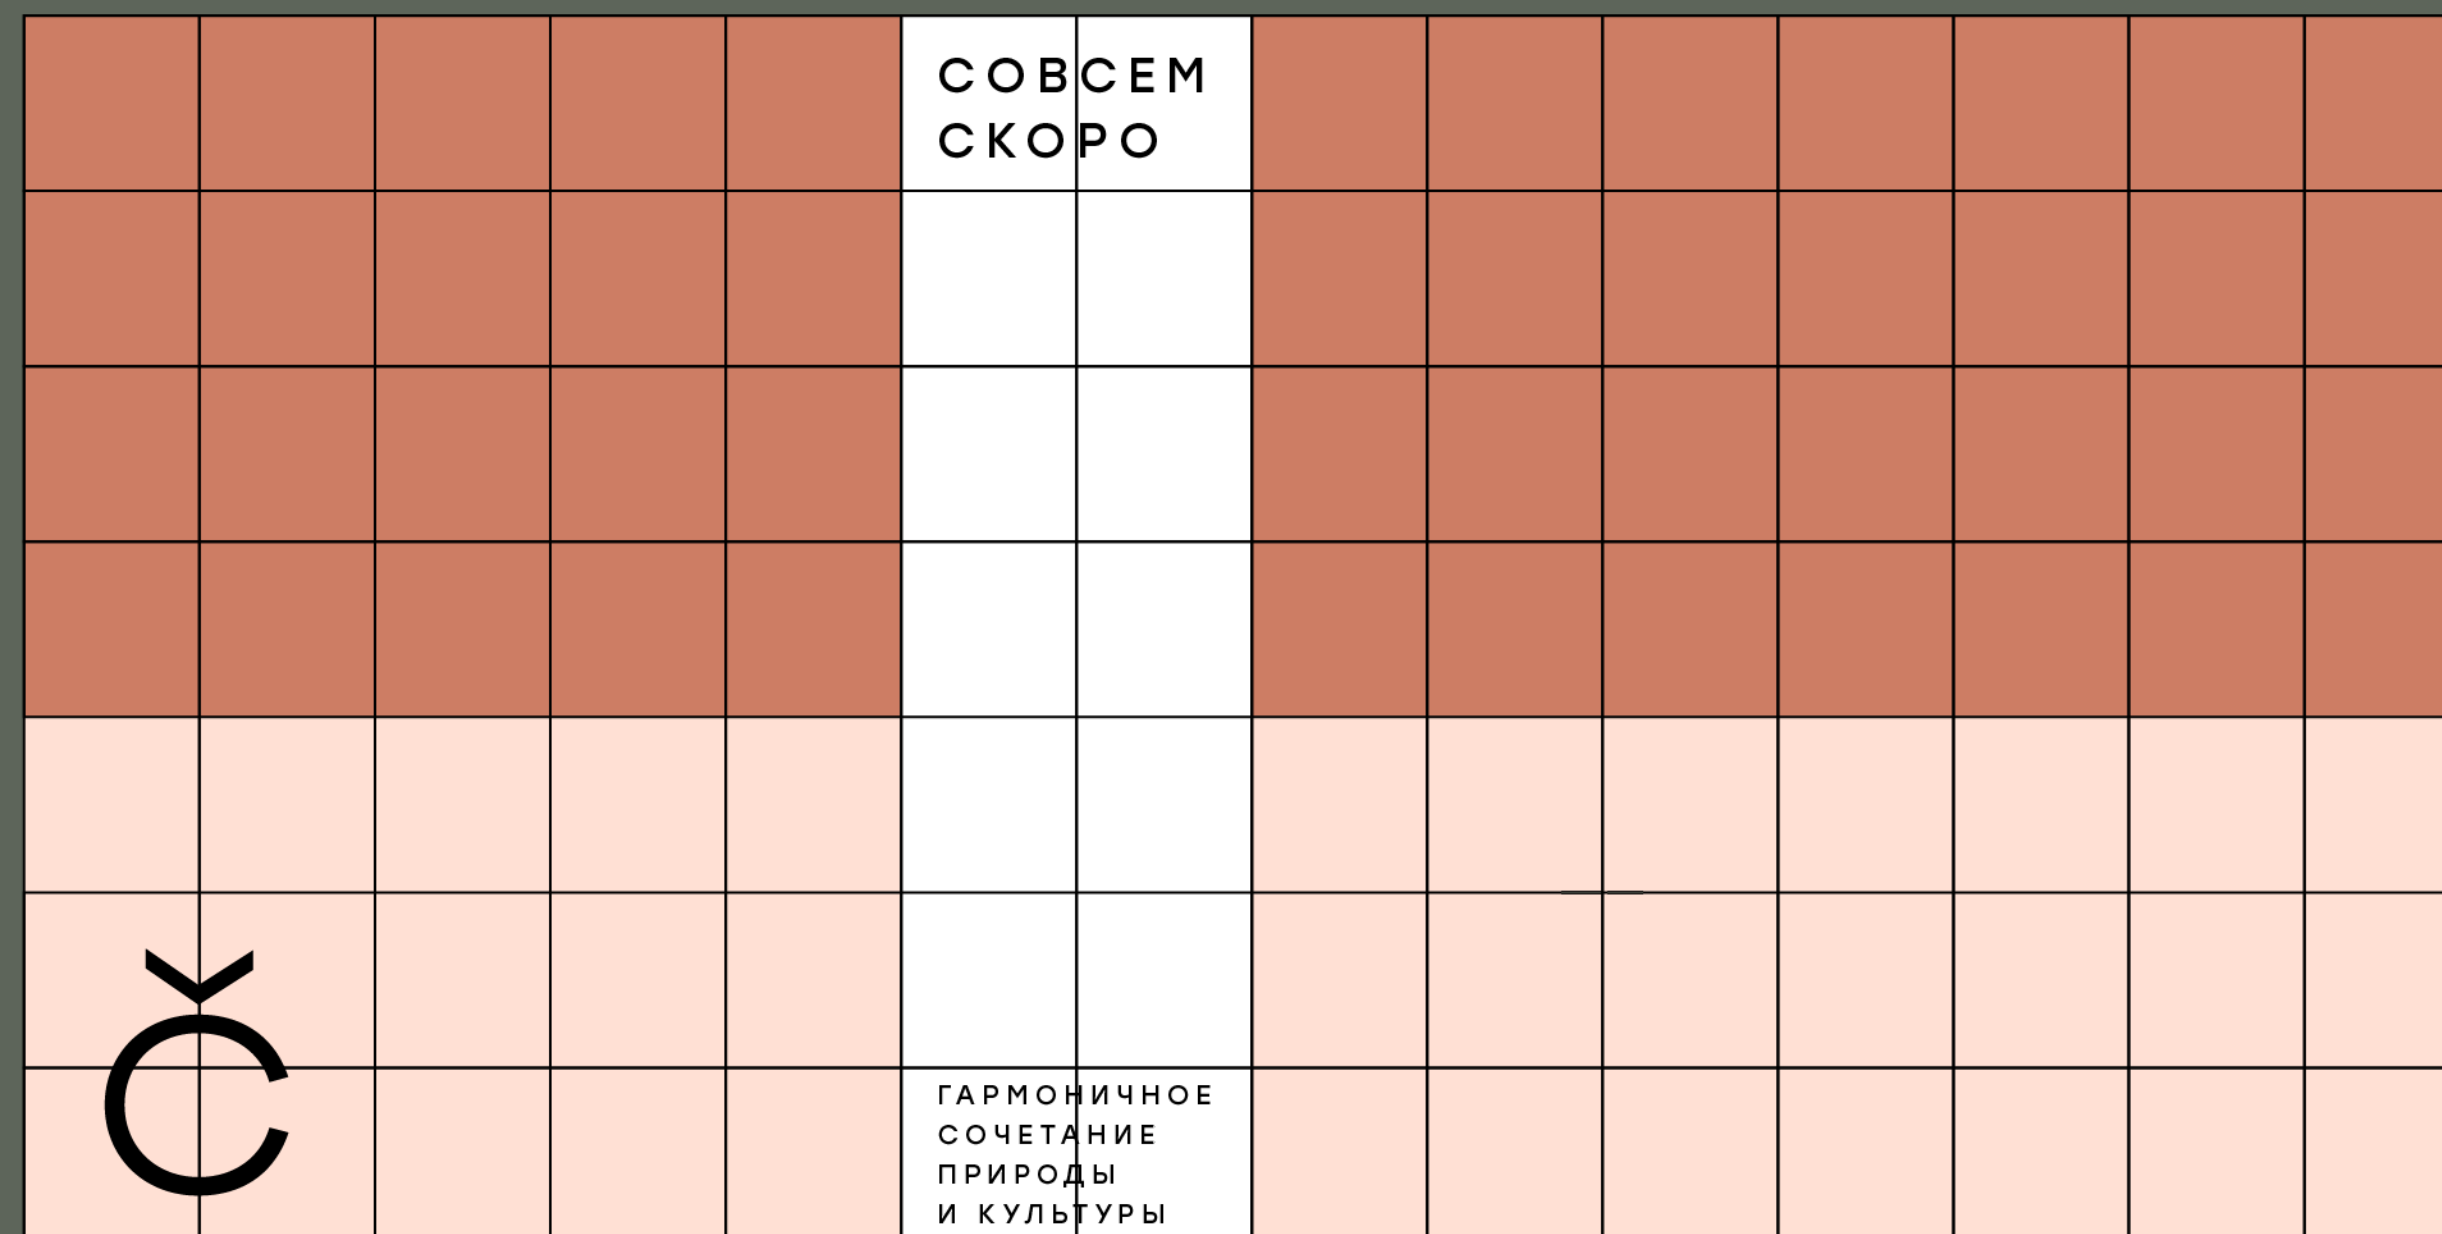 СОВСЕМ
СКОРО
Č
ГАРМОНИЧНОЕ
СОЧЕТАНИЕ
ПРИРОДЫ
И КУЛЬТУРЫ